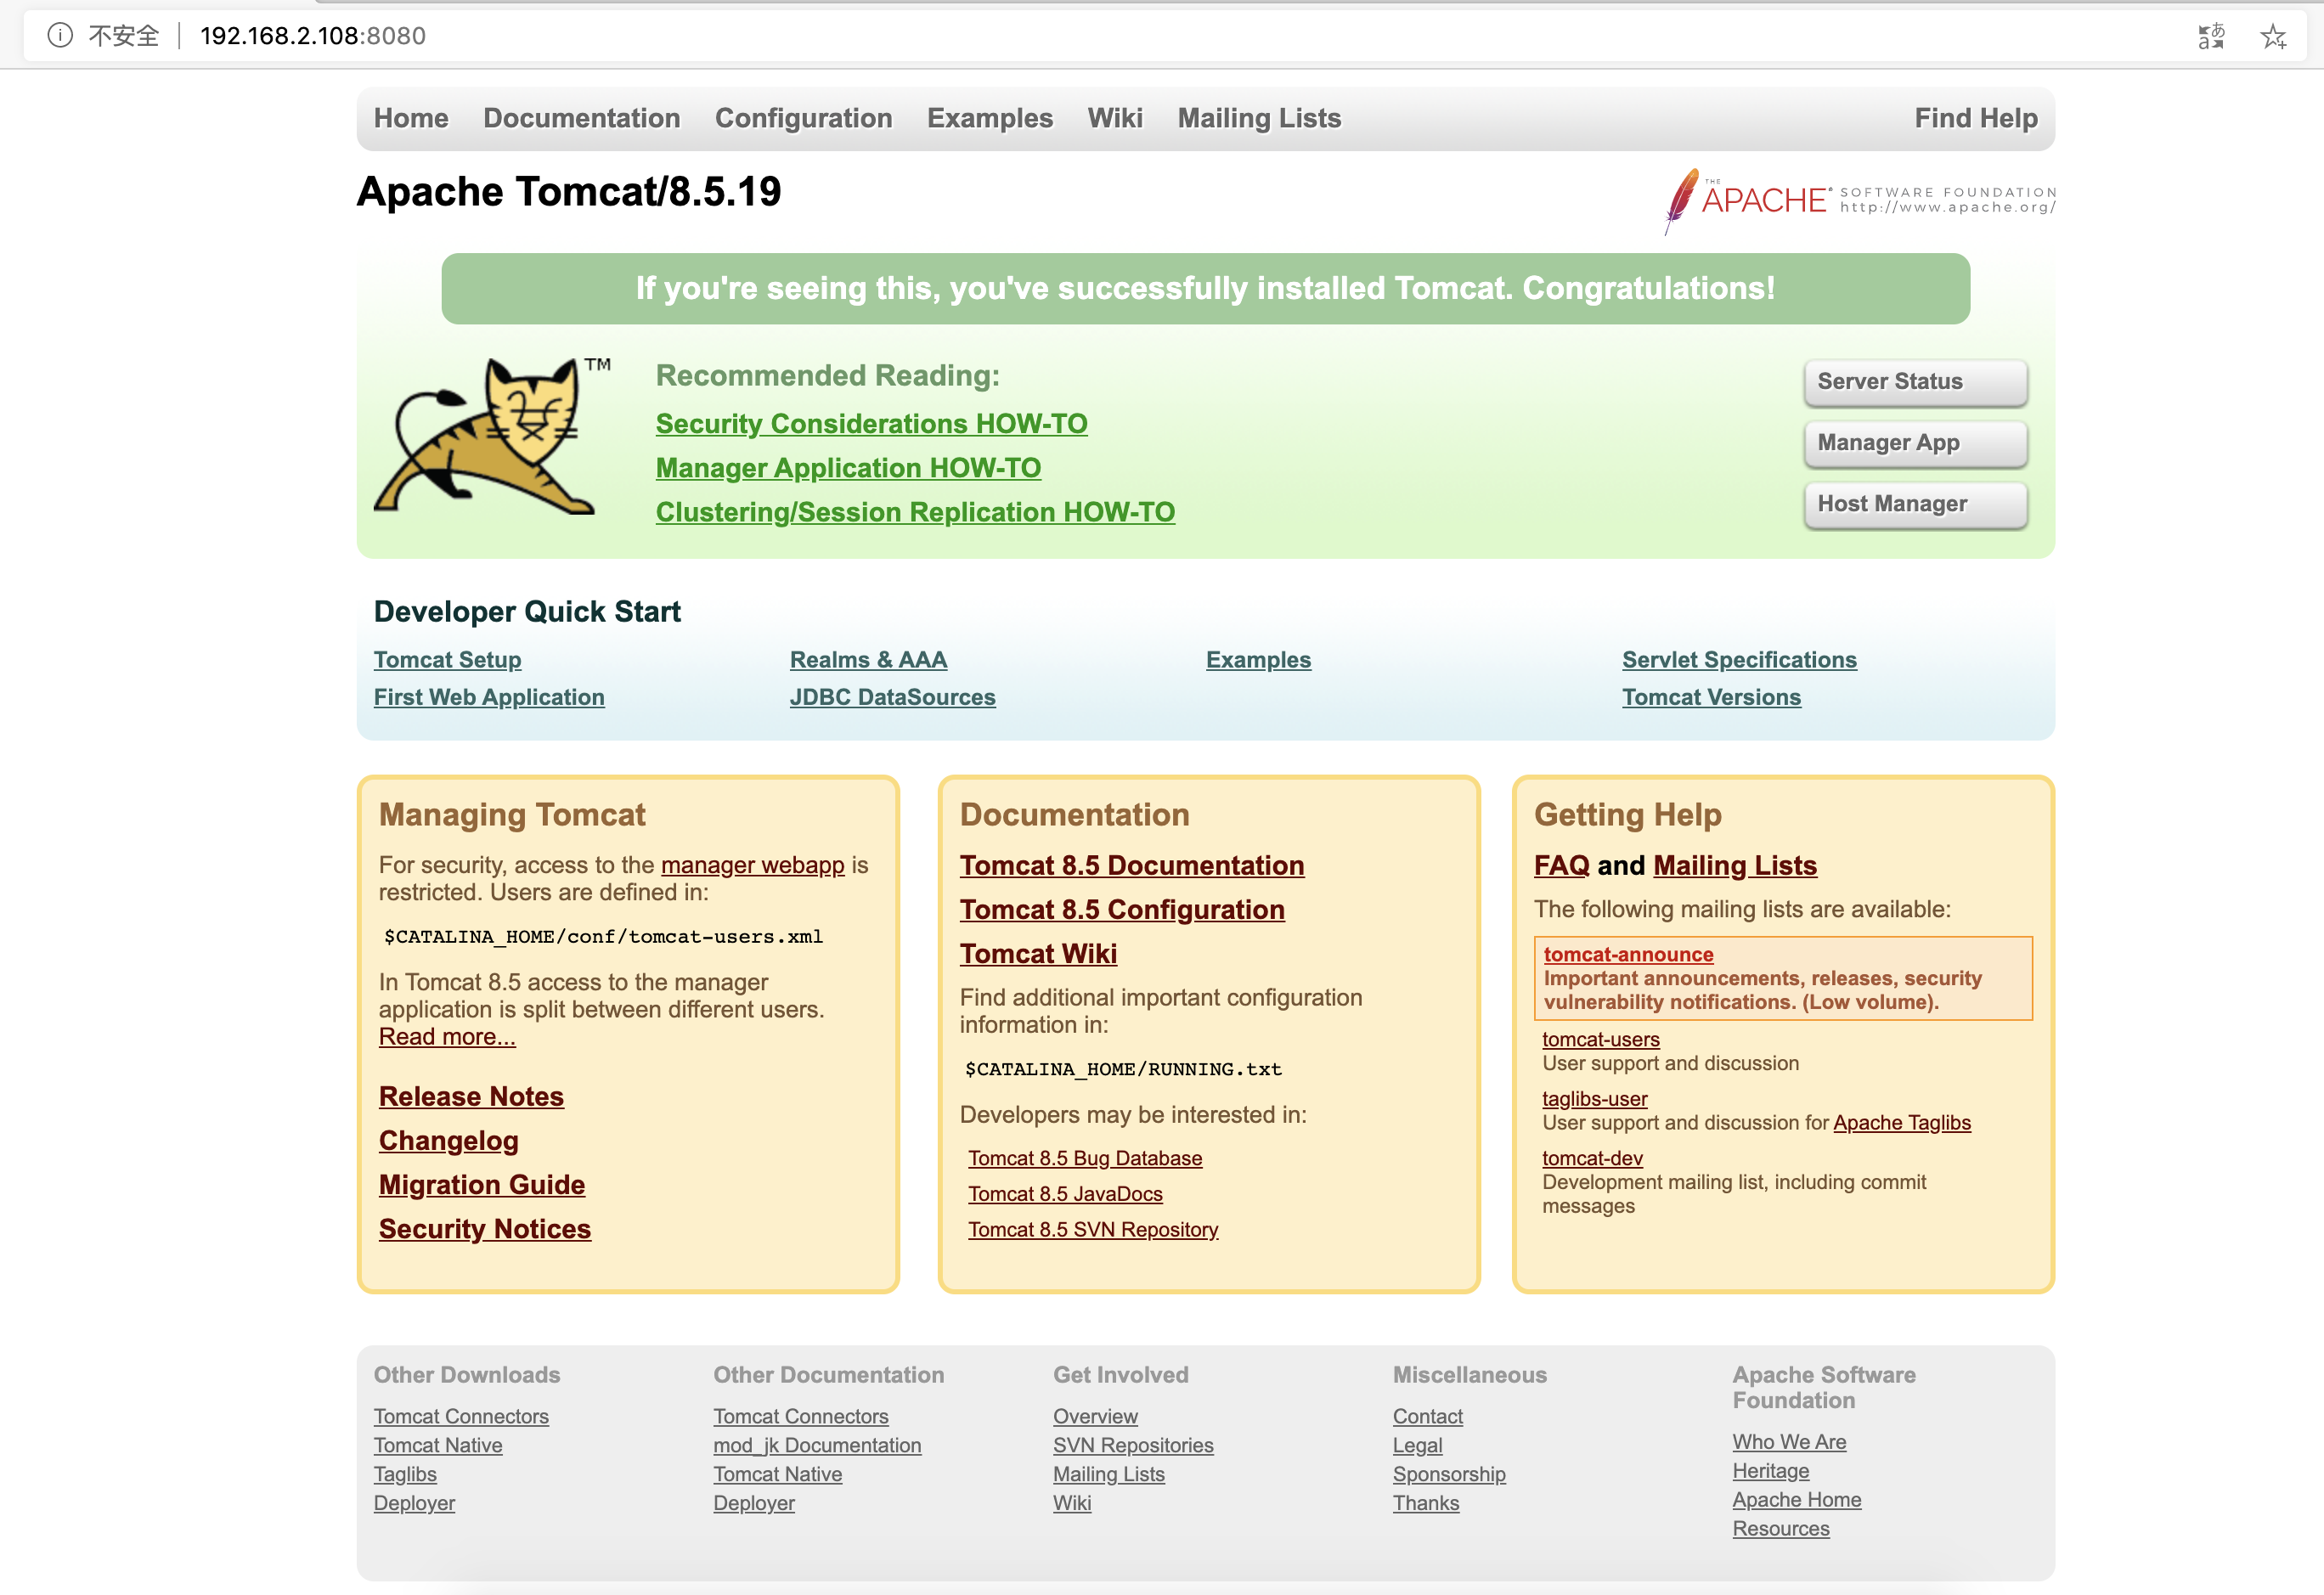 不安全 192.168.2.108:8080
Home Documentation Configuration Examples Wiki Mailing Lists Find Help
Apache Tomcat/8.5.19
THE APACHE® SOFTWARE FOUNDATION
http://www.apache.org/
If you're seeing this, you've successfully installed Tomcat. Congratulations!
TM
Recommended Reading:
Security Considerations HOW-TO
Manager Application HOW-TO
Clustering/Session Replication HOW-TO
Server Status
Manager App
Host Manager
Developer Quick Start
Tomcat Setup
First Web Application
Realms & AAA
JDBC DataSources
Examples
Servlet Specifications
Tomcat Versions
Managing Tomcat
For security, access to the manager webapp is
restricted. Users are defined in:
$CATALINA_HOME/conf/tomcat-users.xml
In Tomcat 8.5 access to the manager
application is split between different users.
Read more...
Release Notes
Changelog
Migration Guide
Security Notices
Documentation
Tomcat 8.5 Documentation
Tomcat 8.5 Configuration
Tomcat Wiki
Find additional important configuration
information in:
$CATALINA_HOME/RUNNING.txt
Developers may be interested in:
Tomcat 8.5 Bug Database
Tomcat 8.5 JavaDocs
Tomcat 8.5 SVN Repository
Getting Help
FAQ and Mailing Lists
The following mailing lists are available:
tomcat-announce
Important announcements, releases, security
vulnerability notifications. (Low volume).
tomcat-users
User support and discussion
taglibs-user
User support and discussion for Apache Taglibs
tomcat-dev
Development mailing list, including commit
messages
Other Downloads
Tomcat Connectors
Tomcat Native
Taglibs
Deployer
Other Documentation
Tomcat Connectors
mod_jk Documentation
Tomcat Native
Deployer
Get Involved
Overview
SVN Repositories
Mailing Lists
Wiki
Miscellaneous
Contact
Legal
Sponsorship
Thanks
Apache Software
Foundation
Who We Are
Heritage
Apache Home
Resources